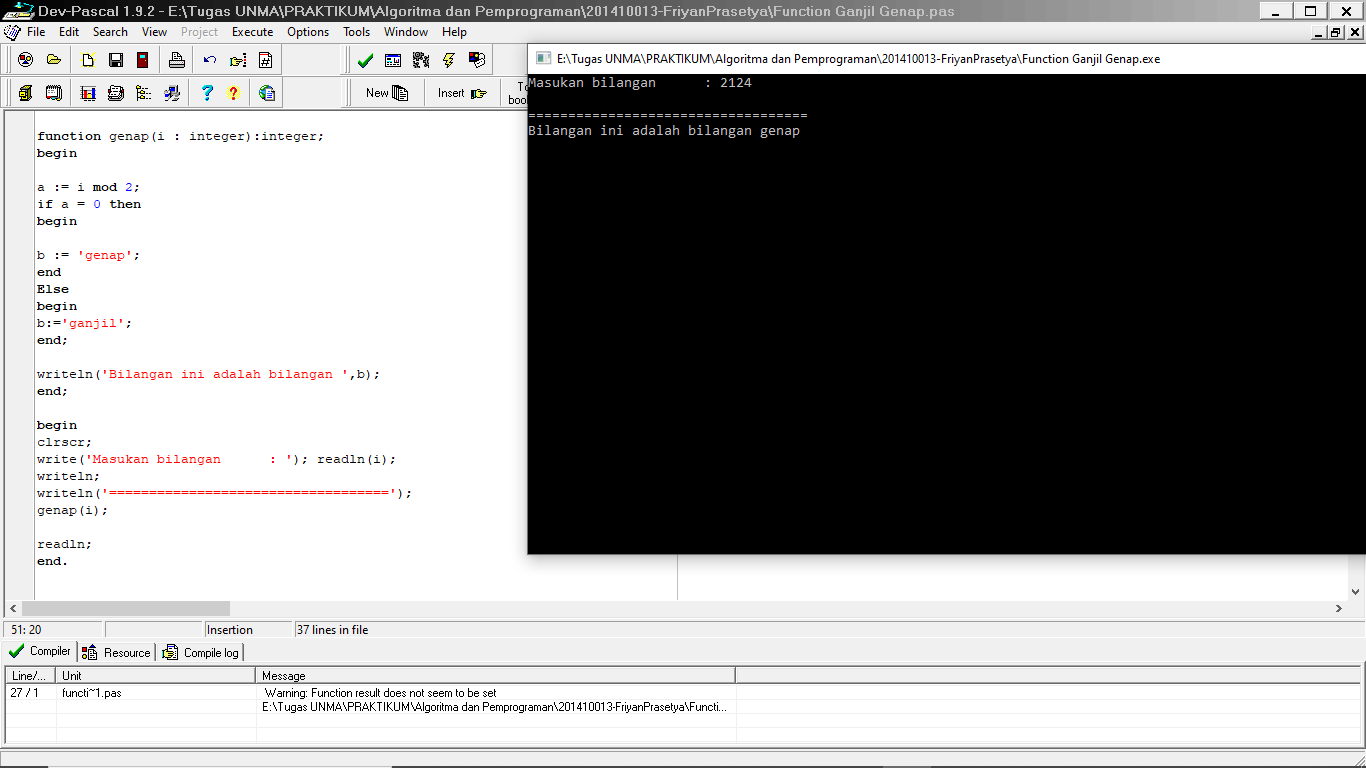 Dev-Pascal 1.9.2 - E:\Tugas UNMA\PRAKTIKUM\Algoritma dan Pemprograman\201410013-FriyanPrasetya\Function Ganjil Genap.pas
File Edit Search View Project Execute Options Tools Window Help
New Insert
E:\Tugas UNMA\PRAKTIKUM\Algoritma dan Pemprograman\201410013-FriyanPrasetya\Function Ganjil Genap.exe
Masukan bilangan      : 2124
===================================
Bilangan ini adalah bilangan genap
function genap(i : integer):integer;
begin
a := i mod 2;
if a = 0 then
begin
b := 'genap';
end
Else
begin
b:='ganjil';
end;
writeln('Bilangan ini adalah bilangan ',b);
end;
begin
clrscr;
write('Masukan bilangan      : '); readln(i);
writeln;
writeln('===================================');
genap(i);
readln;
end.
51: 20 Insertion 37 lines in file
Compiler Resource Compile log
Line/... Unit Message
27 / 1 functi~1.pas Warning: Function result does not seem to be set
E:\Tugas UNMA\PRAKTIKUM\Algoritma dan Pemprograman\201410013-FriyanPrasetya\Functi...